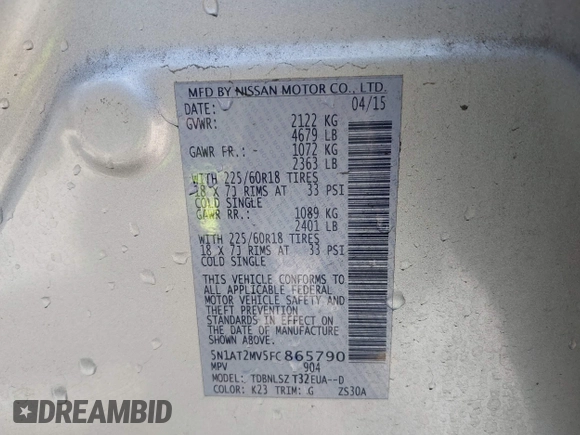 MFD BY NISSAN MOTOR CO., LTD.
DATE: 04/15
GVWR: 2122 KG
4679 LB
GAWR FR.: - 1072 KG
2363 LB
WITH 225/60R18 TIRES
18 X 7J RIMS AT 33 PSI
COLD SINGLE
GAWR RR.: 1089 KG
2401 LB
WITH 225/60R18 TIRES
18 X 7J RIMS AT 33 PSI
COLD SINGLE
THIS VEHICLE CONFORMS TO
ALL APPLICABLE FEDERAL
MOTOR VEHICLE SAFETY AND
THEFT PREVENTION
STANDARDS IN EFFECT ON
THE DATE OF MANUFACTURE
SHOWN ABOVE.
5N1AT2MV5FC865790
MPV 904
MODEL: TDBNLSZ T32EUA--D
COLOR: K23 TRIM: G ZS30A
DREAMBID
DREAMBID